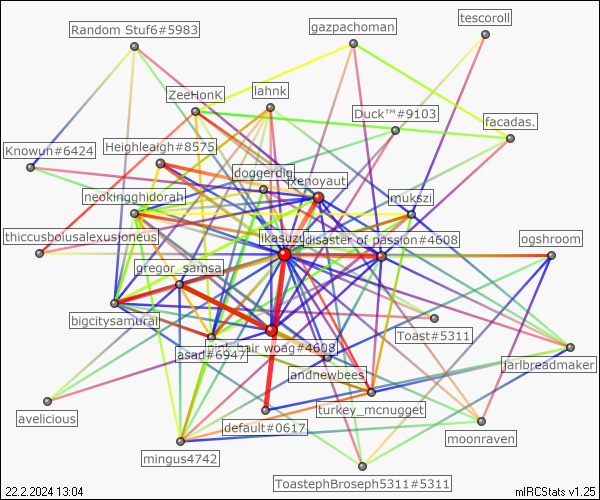 tescoroll
gazpachoman
Random Stuf6#5983
lahnk
ZeeHonK
Duck™#9103
facadas.
Heighleigh#8575
Knowun#6424
doggerdig
xenoyaut
neokingghidorah
mukszi
thiccusboiusalexusjoneus
ikasuzu
disaster of passion#4608
ogshroom
gregor_samsa
bigcitysamurai
Toast#5311
pink hair woag#4608
asad#6947
jarlbreadmaker
andnewbees
avelicious
turkey_mcnugget
default#0617
moonraven
mingus4742
ToastephBroseph5311#5311
22.2.2024 13:04
mIRCStats v1.25